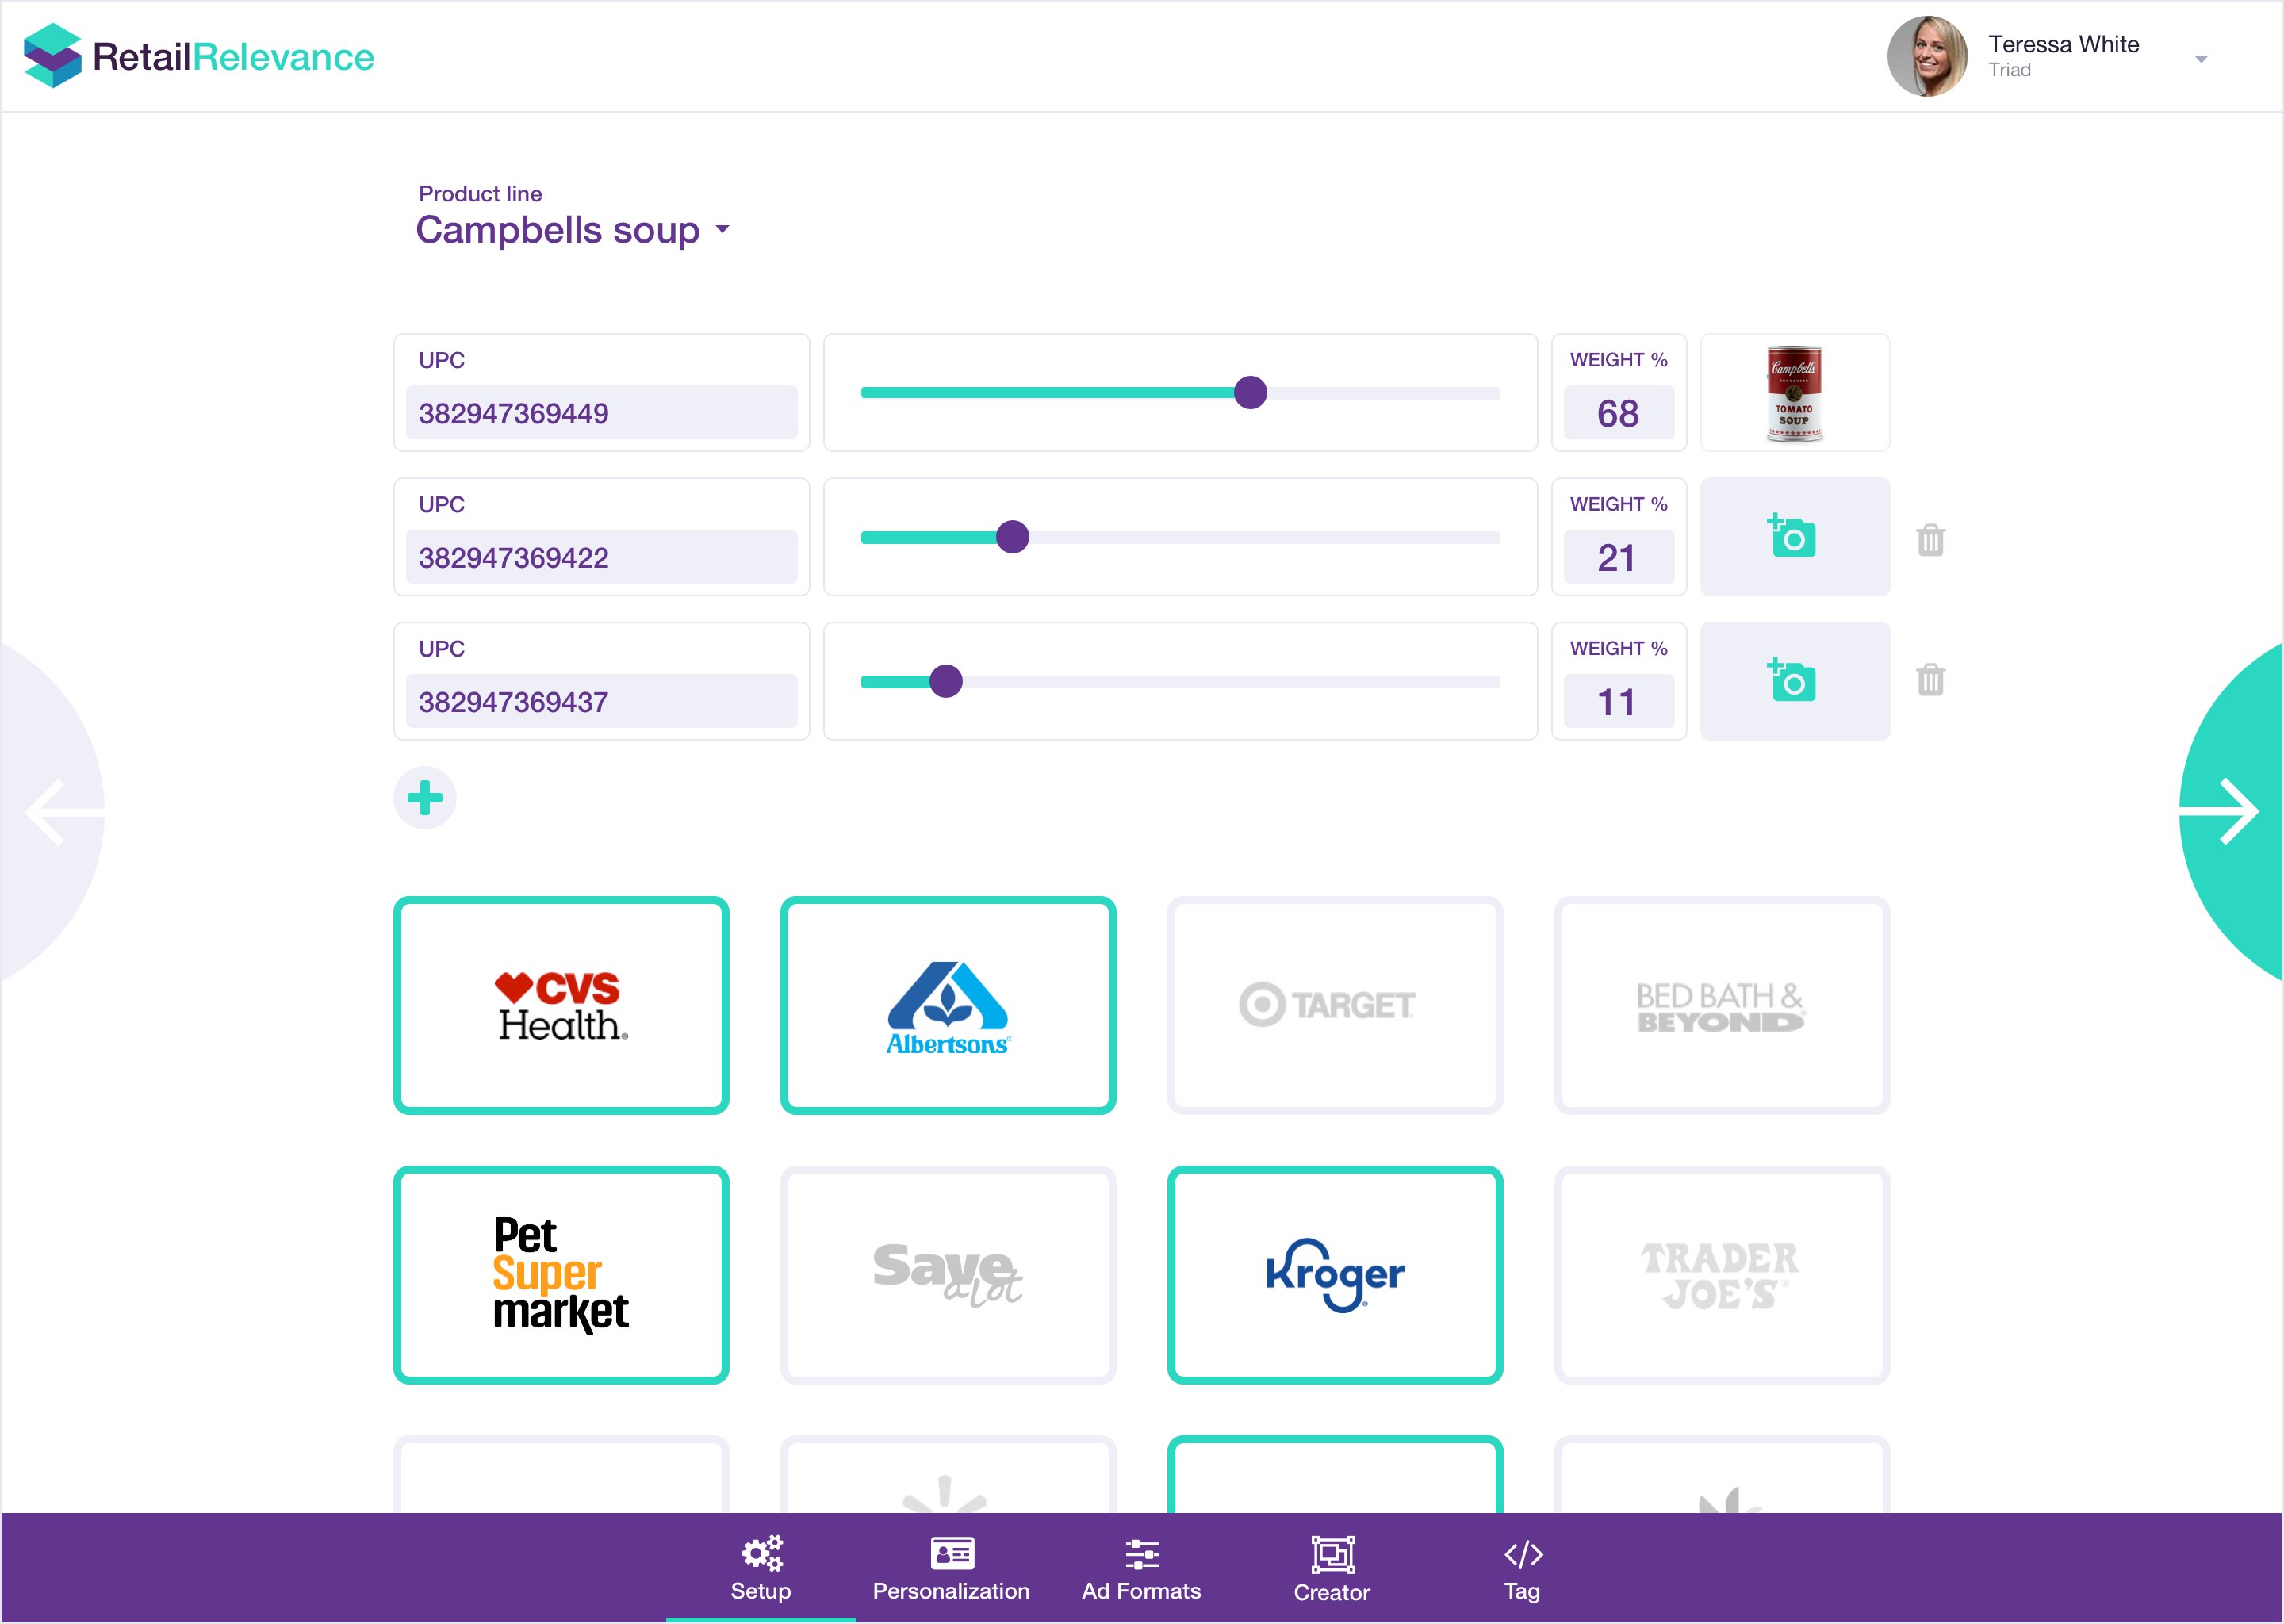 RetailRelevance
Teressa White
Triad
Product line
Campbells soup
UPC
382947369449
WEIGHT %
68
Campbell's
CONDENSED
TOMATO
SOUP
UPC
382947369422
WEIGHT %
21
UPC
382947369437
WEIGHT %
11
CVS
Health®
Albertsons®
TARGET
BED BATH &
BEYOND®
Pet
Super
market
Save
a lot
Kroger®
TRADER
JOE'S®
Setup
Personalization
Ad Formats
Creator
Tag